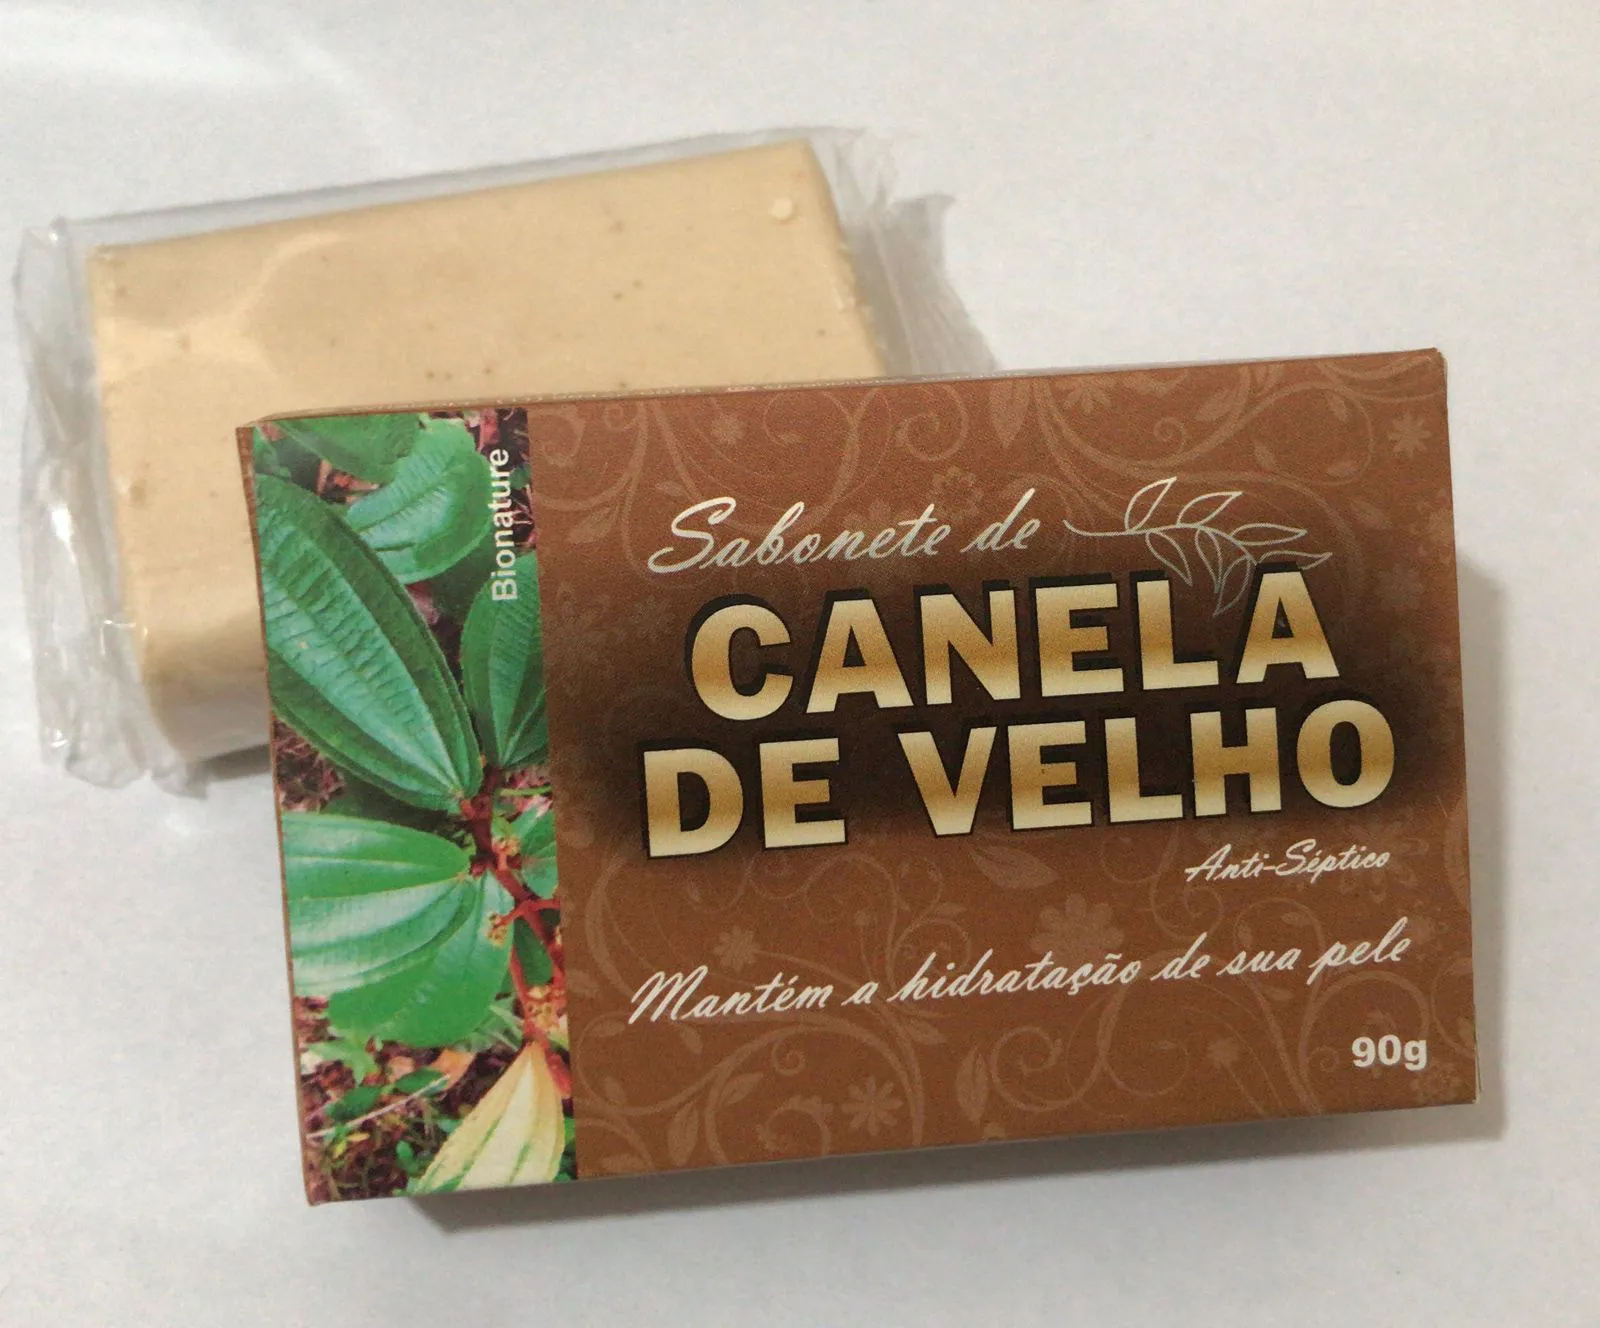 Bionature
Sabonete de
CANELA
DE VELHO
Anti-Séptico
Mantém a hidratação de sua pele
90g